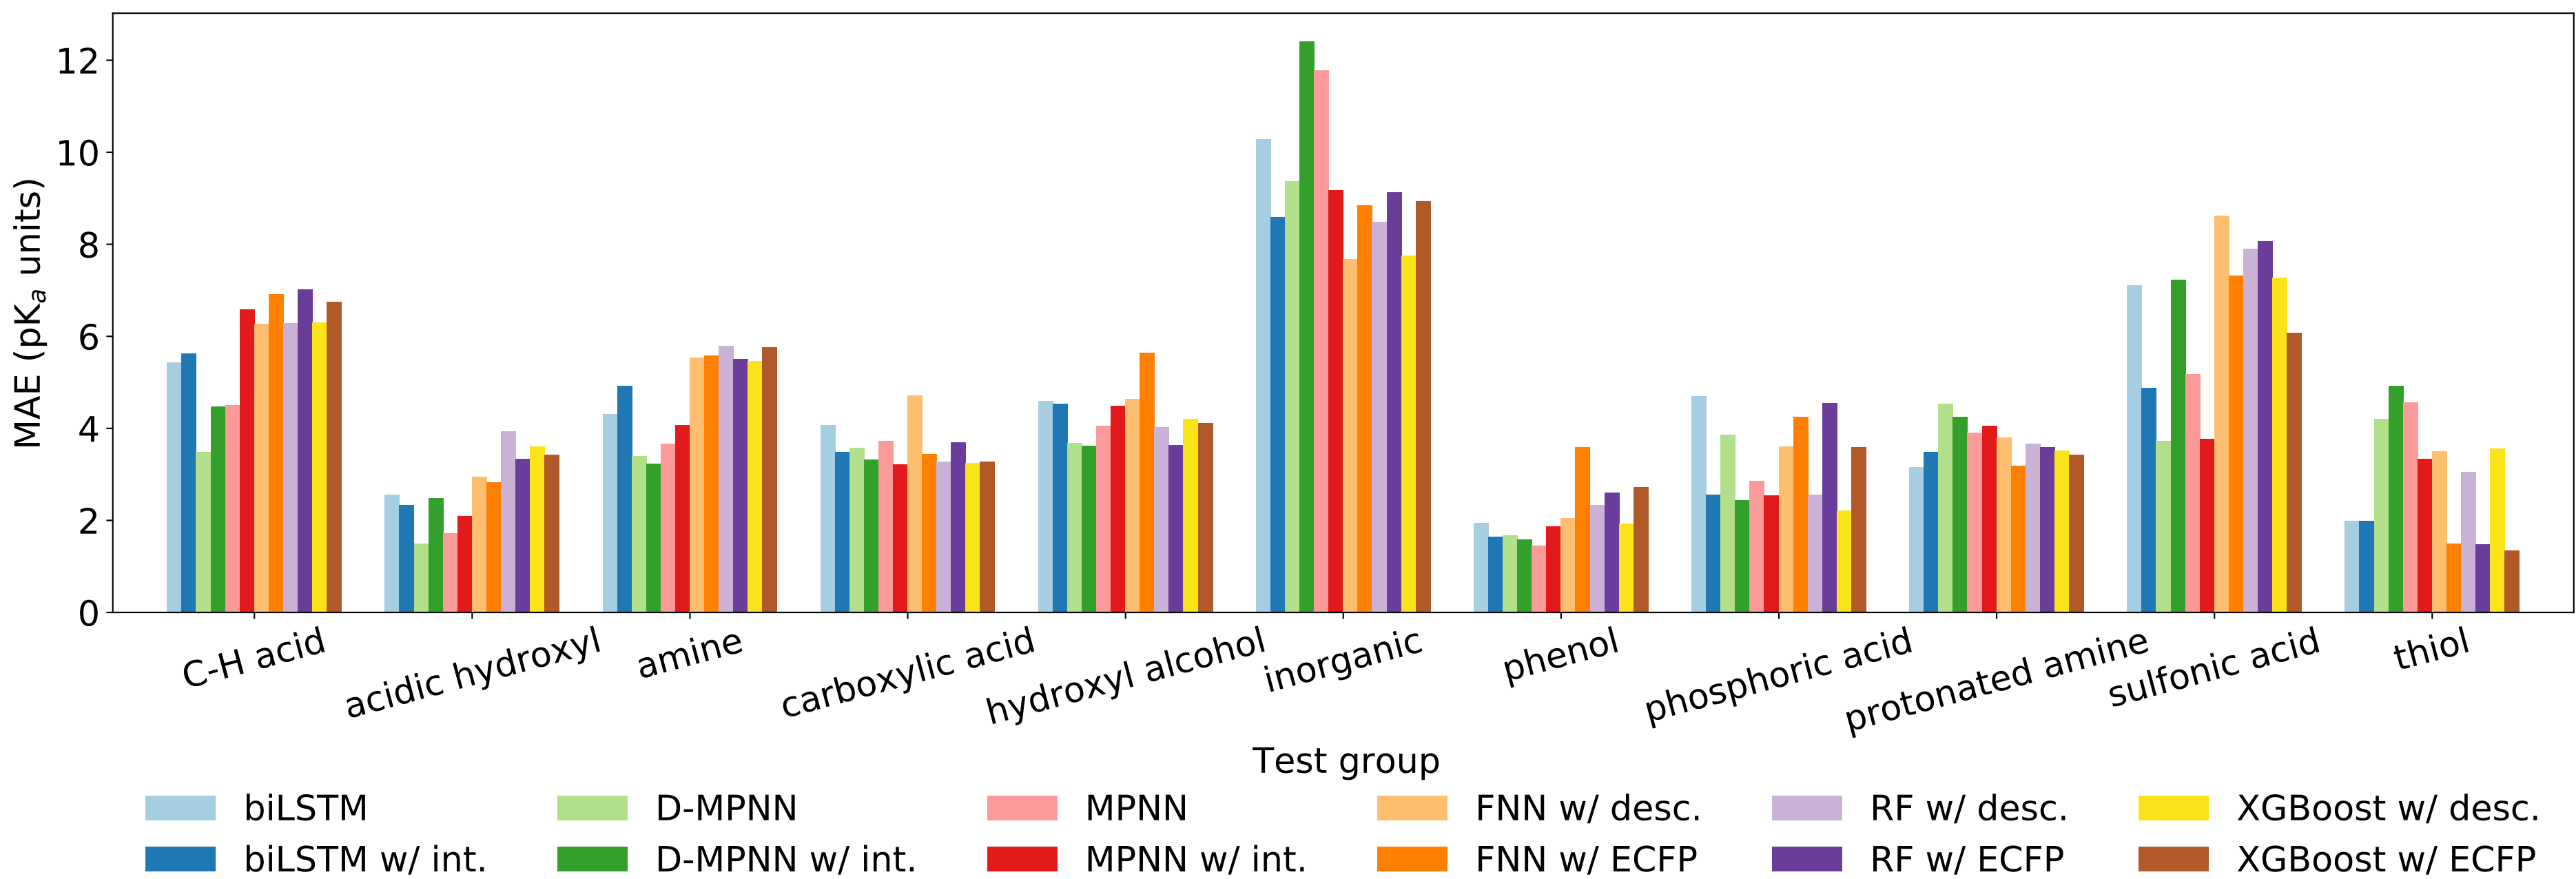 MAE (pKₐ units)
12
10
8
6
4
2
0
C-H acid
acidic hydroxyl
amine
carboxylic acid
hydroxyl alcohol
inorganic
phenol
phosphoric acid
protonated amine
sulfonic acid
thiol
Test group
biLSTM
D-MPNN
MPNN
FNN w/ desc.
RF w/ desc.
XGBoost w/ desc.
biLSTM w/ int.
D-MPNN w/ int.
MPNN w/ int.
FNN w/ ECFP
RF w/ ECFP
XGBoost w/ ECFP